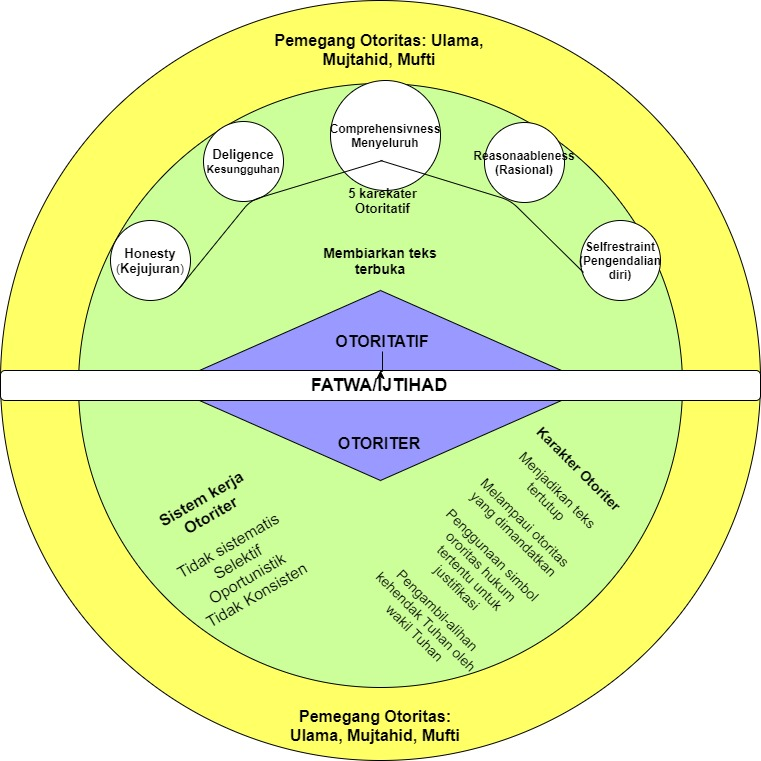 Pemegang Otoritas: Ulama,
Mujtahid, Mufti
Comprehensivness
Menyeluruh
Deligence
Kesungguhan
Reasonaableness
(Rasional)
5 karekater
Otoritatif
Honesty
(Kejujuran)
Selfrestraint
(Pengendalian
diri)
Membiarkan teks
terbuka
OTORITATIF
FATWA/IJTIHAD
OTORITER
Sistem kerja
Otoriter
Tidak sistematis
Selektif
Oportunistik
Tidak Konsisten
Karakter Otoriter
Menjadikan teks
tertutup
Melampaui otoritas
yang dimandatkan
Penggunaan simbol
ororitas hukum
tertentu untuk
justifikasi
Pengambil-alihan
kehendak Tuhan oleh
wakil Tuhan
Pemegang Otoritas:
Ulama, Mujtahid, Mufti